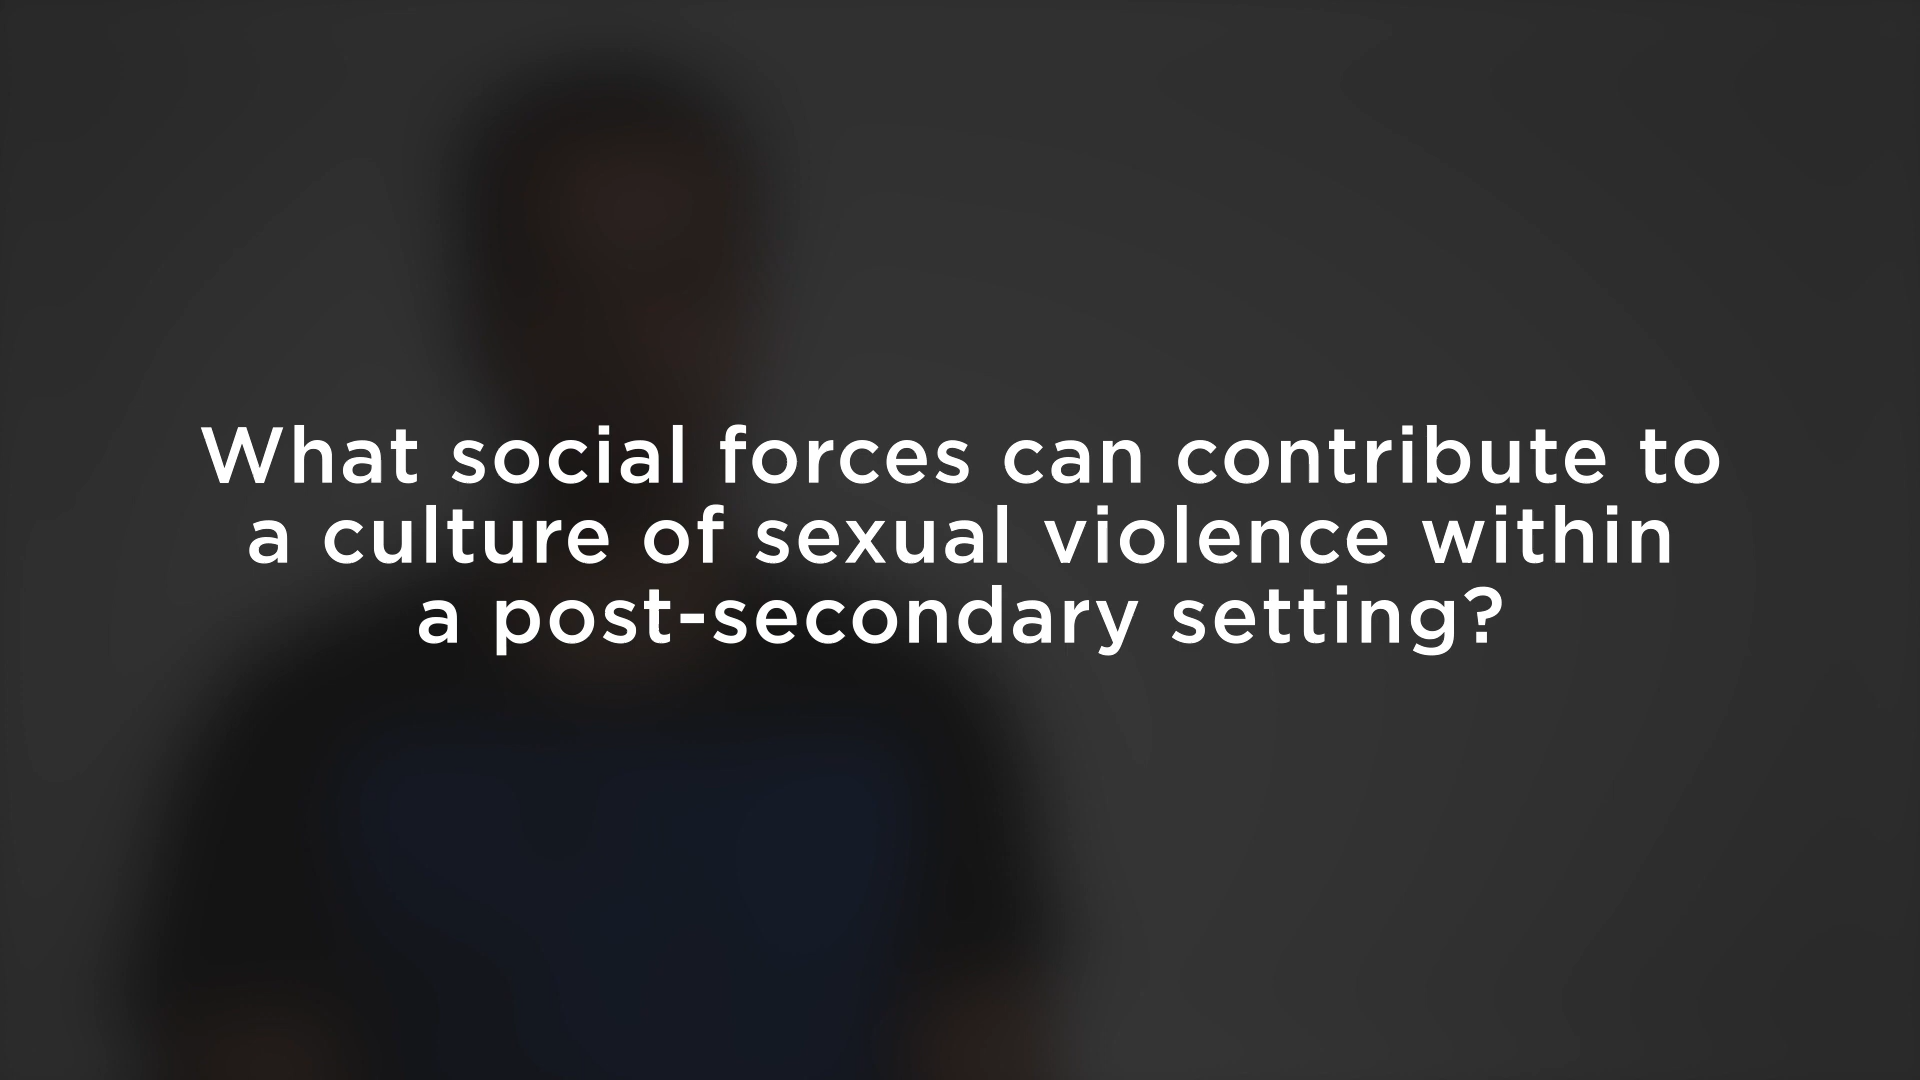 What social forces can contribute to
a culture of sexual violence within
a post-secondary setting?